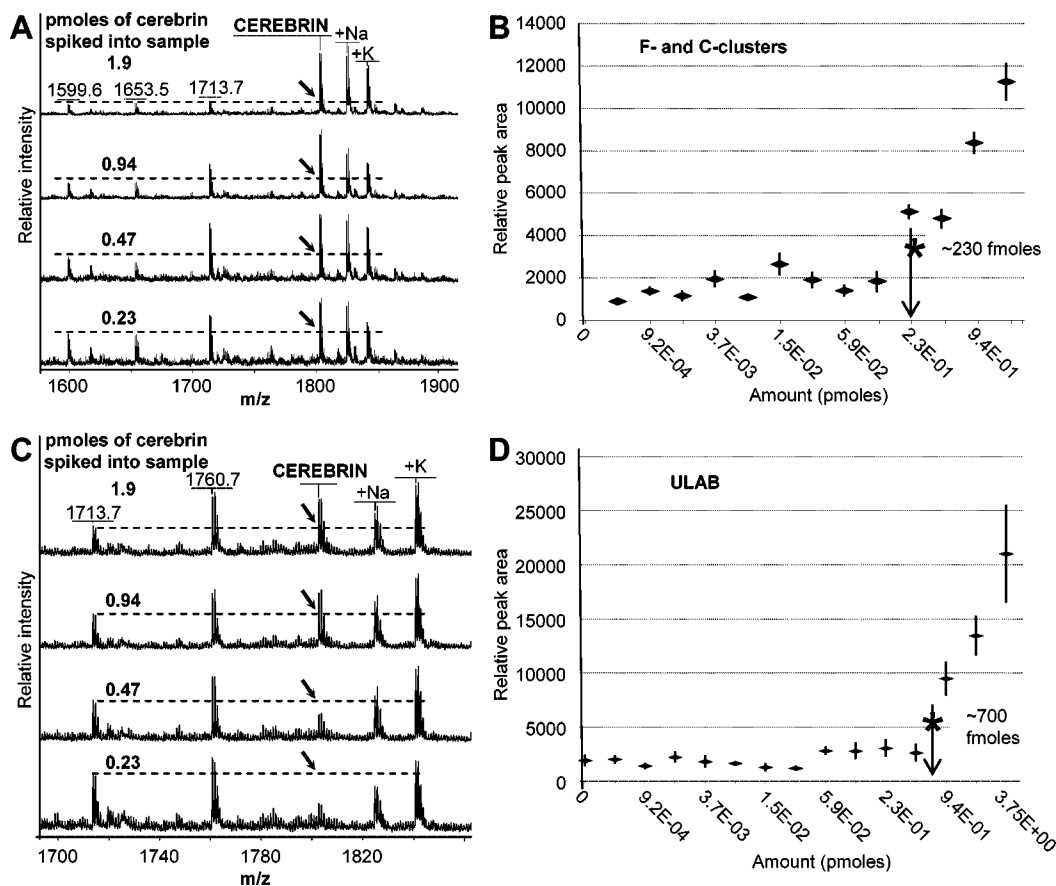 A
pmoles of cerebrin
spiked into sample
CEREBRIN
+Na
+K
1.9
1599.6
1653.5
1713.7
0.94
0.47
0.23
Relative intensity
1600
1700
1800
1900
m/z
B
F- and C-clusters
14000
12000
10000
8000
6000
4000
2000
0
Relative peak area
~230 fmoles
0
9.2E-04
3.7E-03
1.5E-02
5.9E-02
2.3E-01
9.4E-01
Amount (pmoles)
C
pmoles of cerebrin
spiked into sample
CEREBRIN
+Na
+K
1.9
1713.7
1760.7
0.94
0.47
0.23
Relative intensity
1700
1740
1780
1820
m/z
D
ULAB
30000
25000
20000
15000
10000
5000
0
Relative peak area
~700
fmoles
0
9.2E-04
3.7E-03
1.5E-02
5.9E-02
2.3E-01
9.4E-01
3.75E+00
Amount (pmoles)